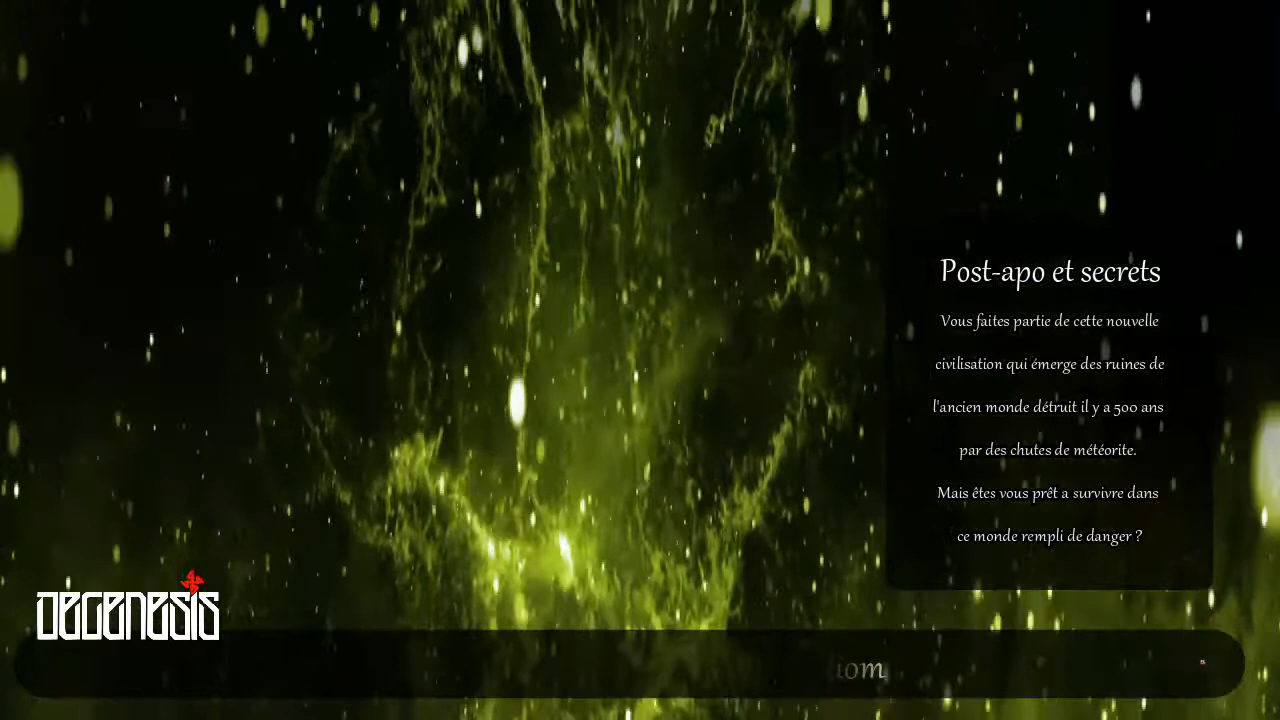 Post-apo et secrets
Vous faites partie de cette nouvelle
civilisation qui émerge des ruines de
l'ancien monde détruit il y a 500 ans
par des chutes de météorite.
Mais êtes vous prêt a survivre dans
ce monde rempli de danger ?
DEGENESIS
iom